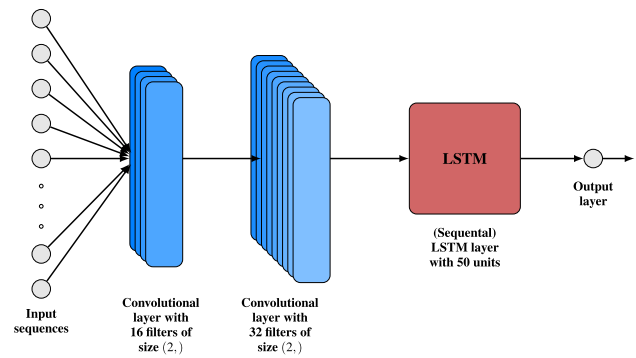 LSTM
Output
layer
(Sequental)
LSTM layer
with 50 units
Convolutional
layer with
16 filters of
size (2,)
Convolutional
layer with
32 filters of
size (2,)
Input
sequences